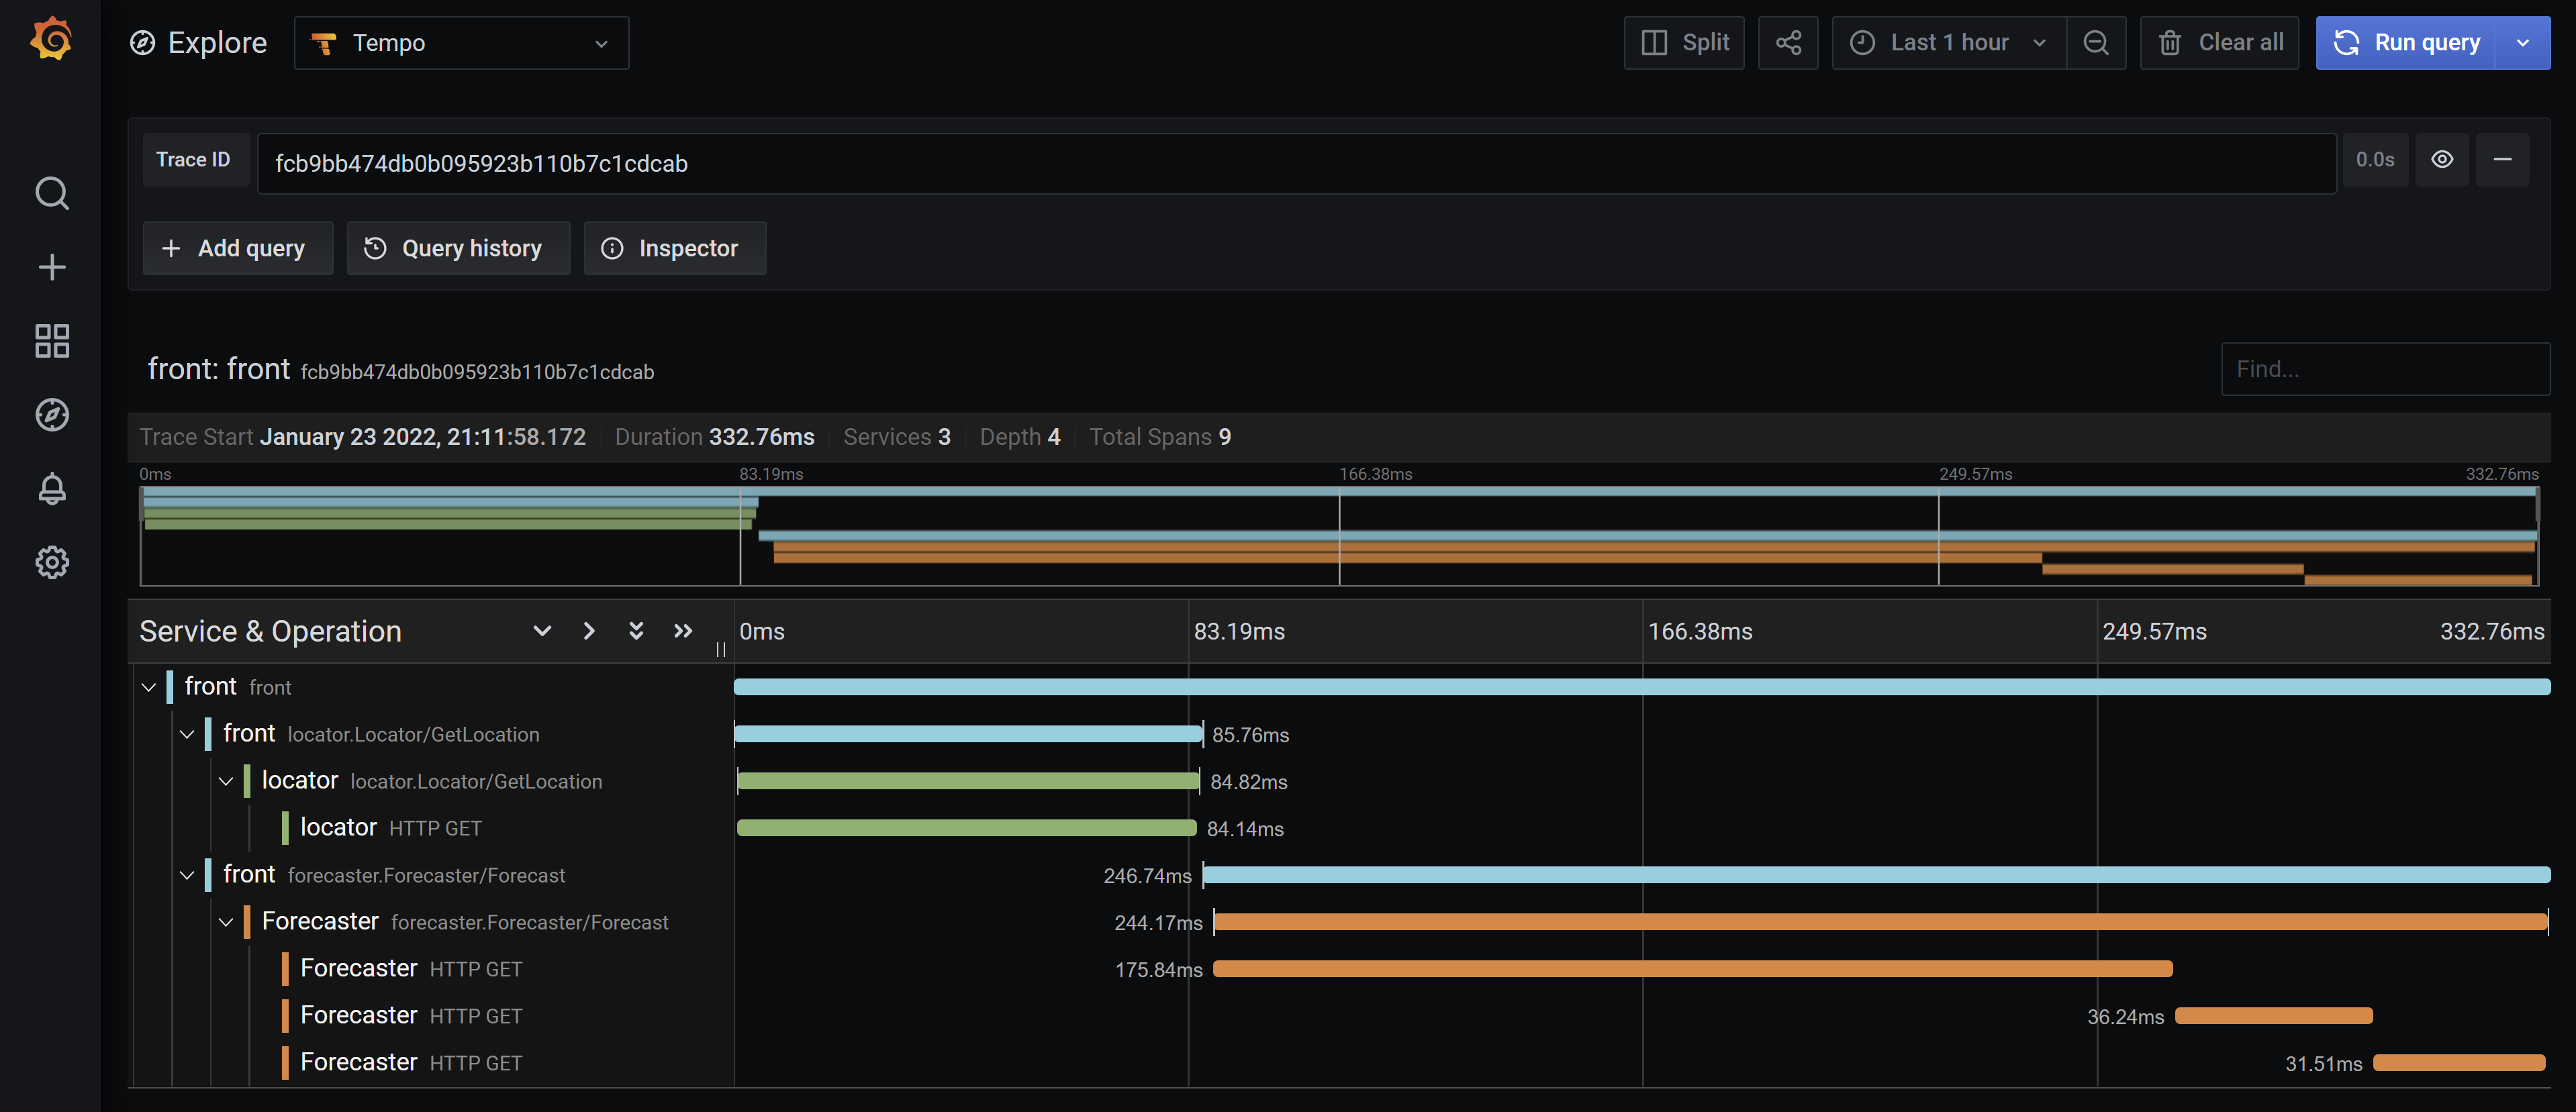 Explore Tempo Split Last 1 hour Clear all Run query
Trace ID fcb9bb474db0b095923b110b7c1cdcab 0.0s
Add query Query history Inspector
front: front fcb9bb474db0b095923b110b7c1cdcab Find...
Trace Start January 23 2022, 21:11:58.172 Duration 332.76ms Services 3 Depth 4 Total Spans 9
0ms 83.19ms 166.38ms 249.57ms 332.76ms
Service & Operation 0ms 83.19ms 166.38ms 249.57ms 332.76ms
front front
front locator.Locator/GetLocation 85.76ms
locator locator.Locator/GetLocation 84.82ms
locator HTTP GET 84.14ms
front forecaster.Forecaster/Forecast 246.74ms
Forecaster forecaster.Forecaster/Forecast 244.17ms
Forecaster HTTP GET 175.84ms
Forecaster HTTP GET 36.24ms
Forecaster HTTP GET 31.51ms